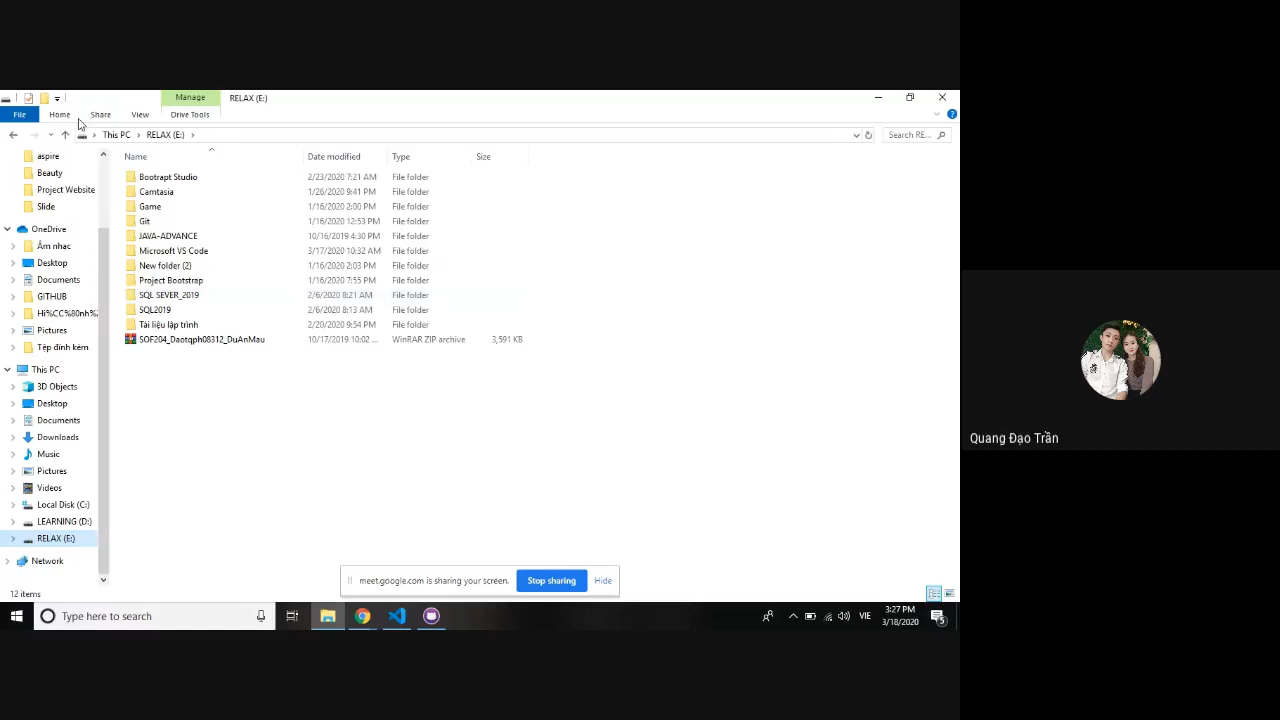 Manage RELAX (E:)
File Home Share View Drive Tools
This PC RELAX (E:) Search RE...
Name Date modified Type Size
aspire
Beauty
Project Website
Slide
OneDrive
Âm nhạc
Desktop
Documents
GITHUB
Hi%CC%80nh%
Pictures
Tệp đính kèm
This PC
3D Objects
Desktop
Documents
Downloads
Music
Pictures
Videos
Local Disk (C:)
LEARNING (D:)
RELAX (E:)
Network
Bootrapt Studio 2/23/2020 7:21 AM File folder
Camtasia 1/26/2020 9:41 PM File folder
Game 1/16/2020 2:00 PM File folder
Git 1/16/2020 12:53 PM File folder
JAVA-ADVANCE 10/16/2019 4:30 PM File folder
Microsoft VS Code 3/17/2020 10:32 AM File folder
New folder (2) 1/16/2020 2:03 PM File folder
Project Bootstrap 1/16/2020 7:55 PM File folder
SQL SEVER_2019 2/6/2020 8:21 AM File folder
SQL2019 2/6/2020 8:13 AM File folder
Tài liệu lập trình 2/20/2020 9:54 PM File folder
SOF204_Daotqph08312_DuAnMau 10/17/2019 10:02 ... WinRAR ZIP archive 3,591 KB
meet.google.com is sharing your screen. Stop sharing Hide
12 items
Type here to search
VIE
3:27 PM
3/18/2020
5
Quang Đạo Trần